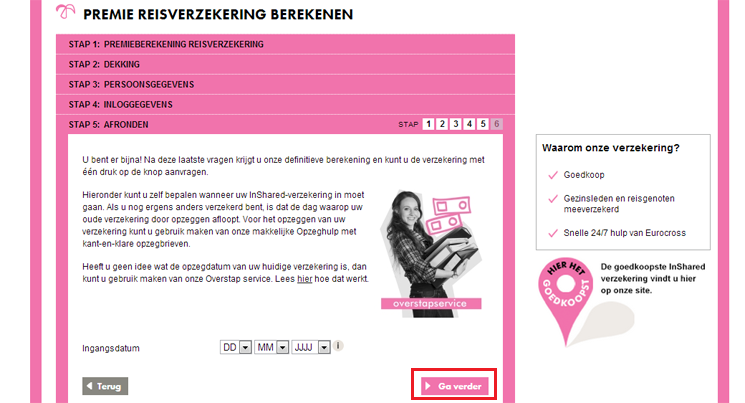 PREMIE REISVERZEKERING BEREKENEN
STAP 1: PREMIEBEREKENING REISVERZEKERING
STAP 2: DEKKING
STAP 3: PERSOONSGEGEVENS
STAP 4: INLOGGEGEVENS
STAP 5: AFRONDEN
STAP 1 2 3 4 5 6
U bent er bijna! Na deze laatste vragen krijgt u onze definitieve berekening en kunt u de verzekering met
één druk op de knop aanvragen.
Hieronder kunt u zelf bepalen wanneer uw InShared-verzekering in moet
gaan. Als u nog ergens anders verzekerd bent, is dat de dag waarop uw
oude verzekering door opzeggen afloopt. Voor het opzeggen van uw
verzekering kunt u gebruik maken van onze makkelijke Opzeghulp met
kant-en-klare opzegbrieven.
Heeft u geen idee wat de opzegdatum van uw huidige verzekering is, dan
kunt u gebruik maken van onze Overstap service. Lees hier hoe dat werkt.
overstapservice
Ingangsdatum
DD MM JJJJ i
Terug
Ga verder
Waarom onze verzekering?
Goedkoop
Gezinsleden en reisgenoten
meeverzekerd
Snelle 24/7 hulp van Eurocross
HIER HET
GOEDKOOPST
De goedkoopste InShared
verzekering vindt u hier
op onze site.